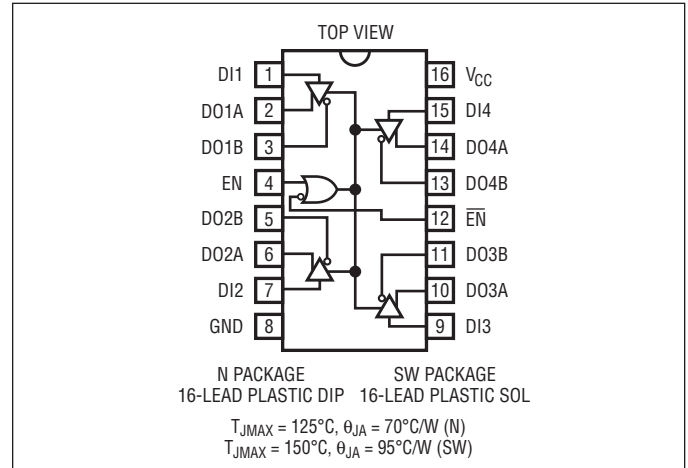 TOP VIEW
DI1 1
DO1A 2
DO1B 3
EN 4
DO2B 5
DO2A 6
DI2 7
GND 8
16 VCC
15 DI4
14 DO4A
13 DO4B
12 E̅N̅
11 DO3B
10 DO3A
9 DI3
N PACKAGE
16-LEAD PLASTIC DIP
SW PACKAGE
16-LEAD PLASTIC SOL
TJMAX = 125°C, θJA = 70°C/W (N)
TJMAX = 150°C, θJA = 95°C/W (SW)